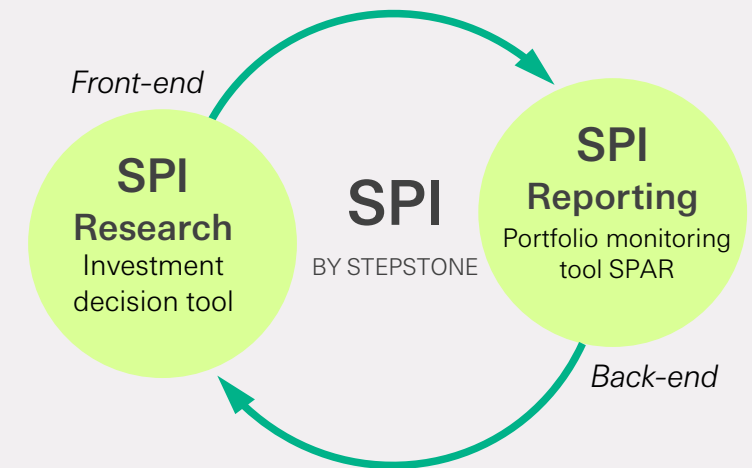 Front-end
SPI
Research
Investment
decision tool
SPI
BY STEPSTONE
SPI
Reporting
Portfolio monitoring
tool SPAR
Back-end